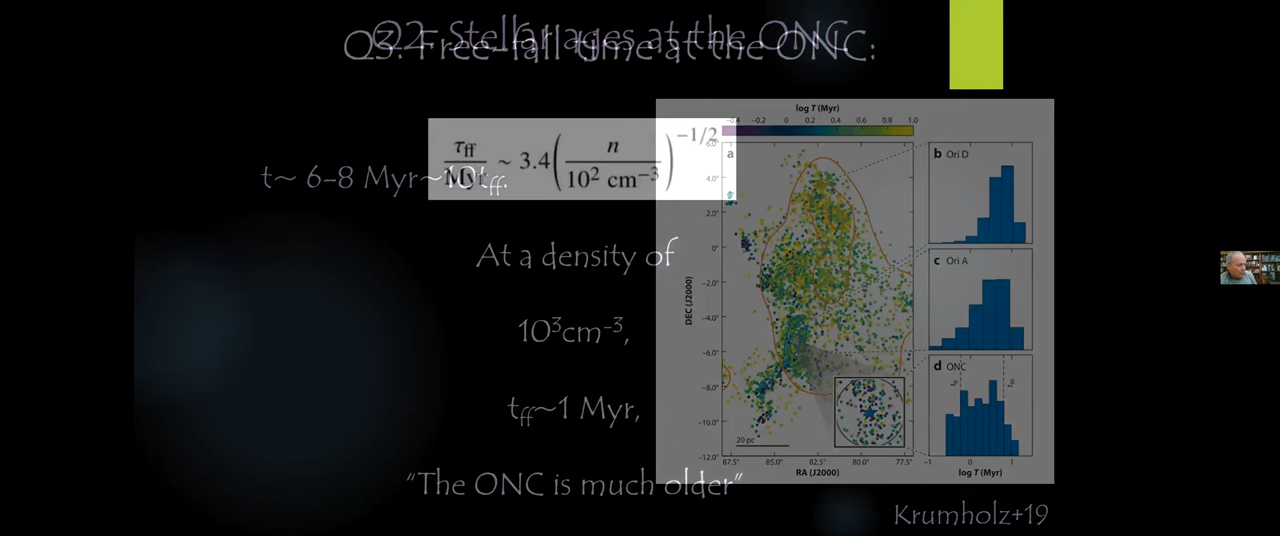 Q2. Stellar ages at the ONC
Q3. Free-fall time at the ONC:
t~ 6-8 Myr~10 tff.
τff / Myr ~ 3.4 ( n / 10² cm⁻³ )^−1/2
At a density of
10³cm⁻³,
tff~1 Myr,
"The ONC is much older"
log T (Myr)
−0.4 −0.2 0 0.2 0.4 0.6 0.8 1.0
a
6.0°
4.0°
2.0°
0°
−2.0°
−4.0°
−6.0°
−8.0°
−10.0°
−12.0°
DEC (J2000)
20 pc
87.5° 85.0° 82.5° 80.0° 77.5°
RA (J2000)
b Ori D
c Ori A
d ONC
t90
−1 0 1
log T (Myr)
Krumholz+19